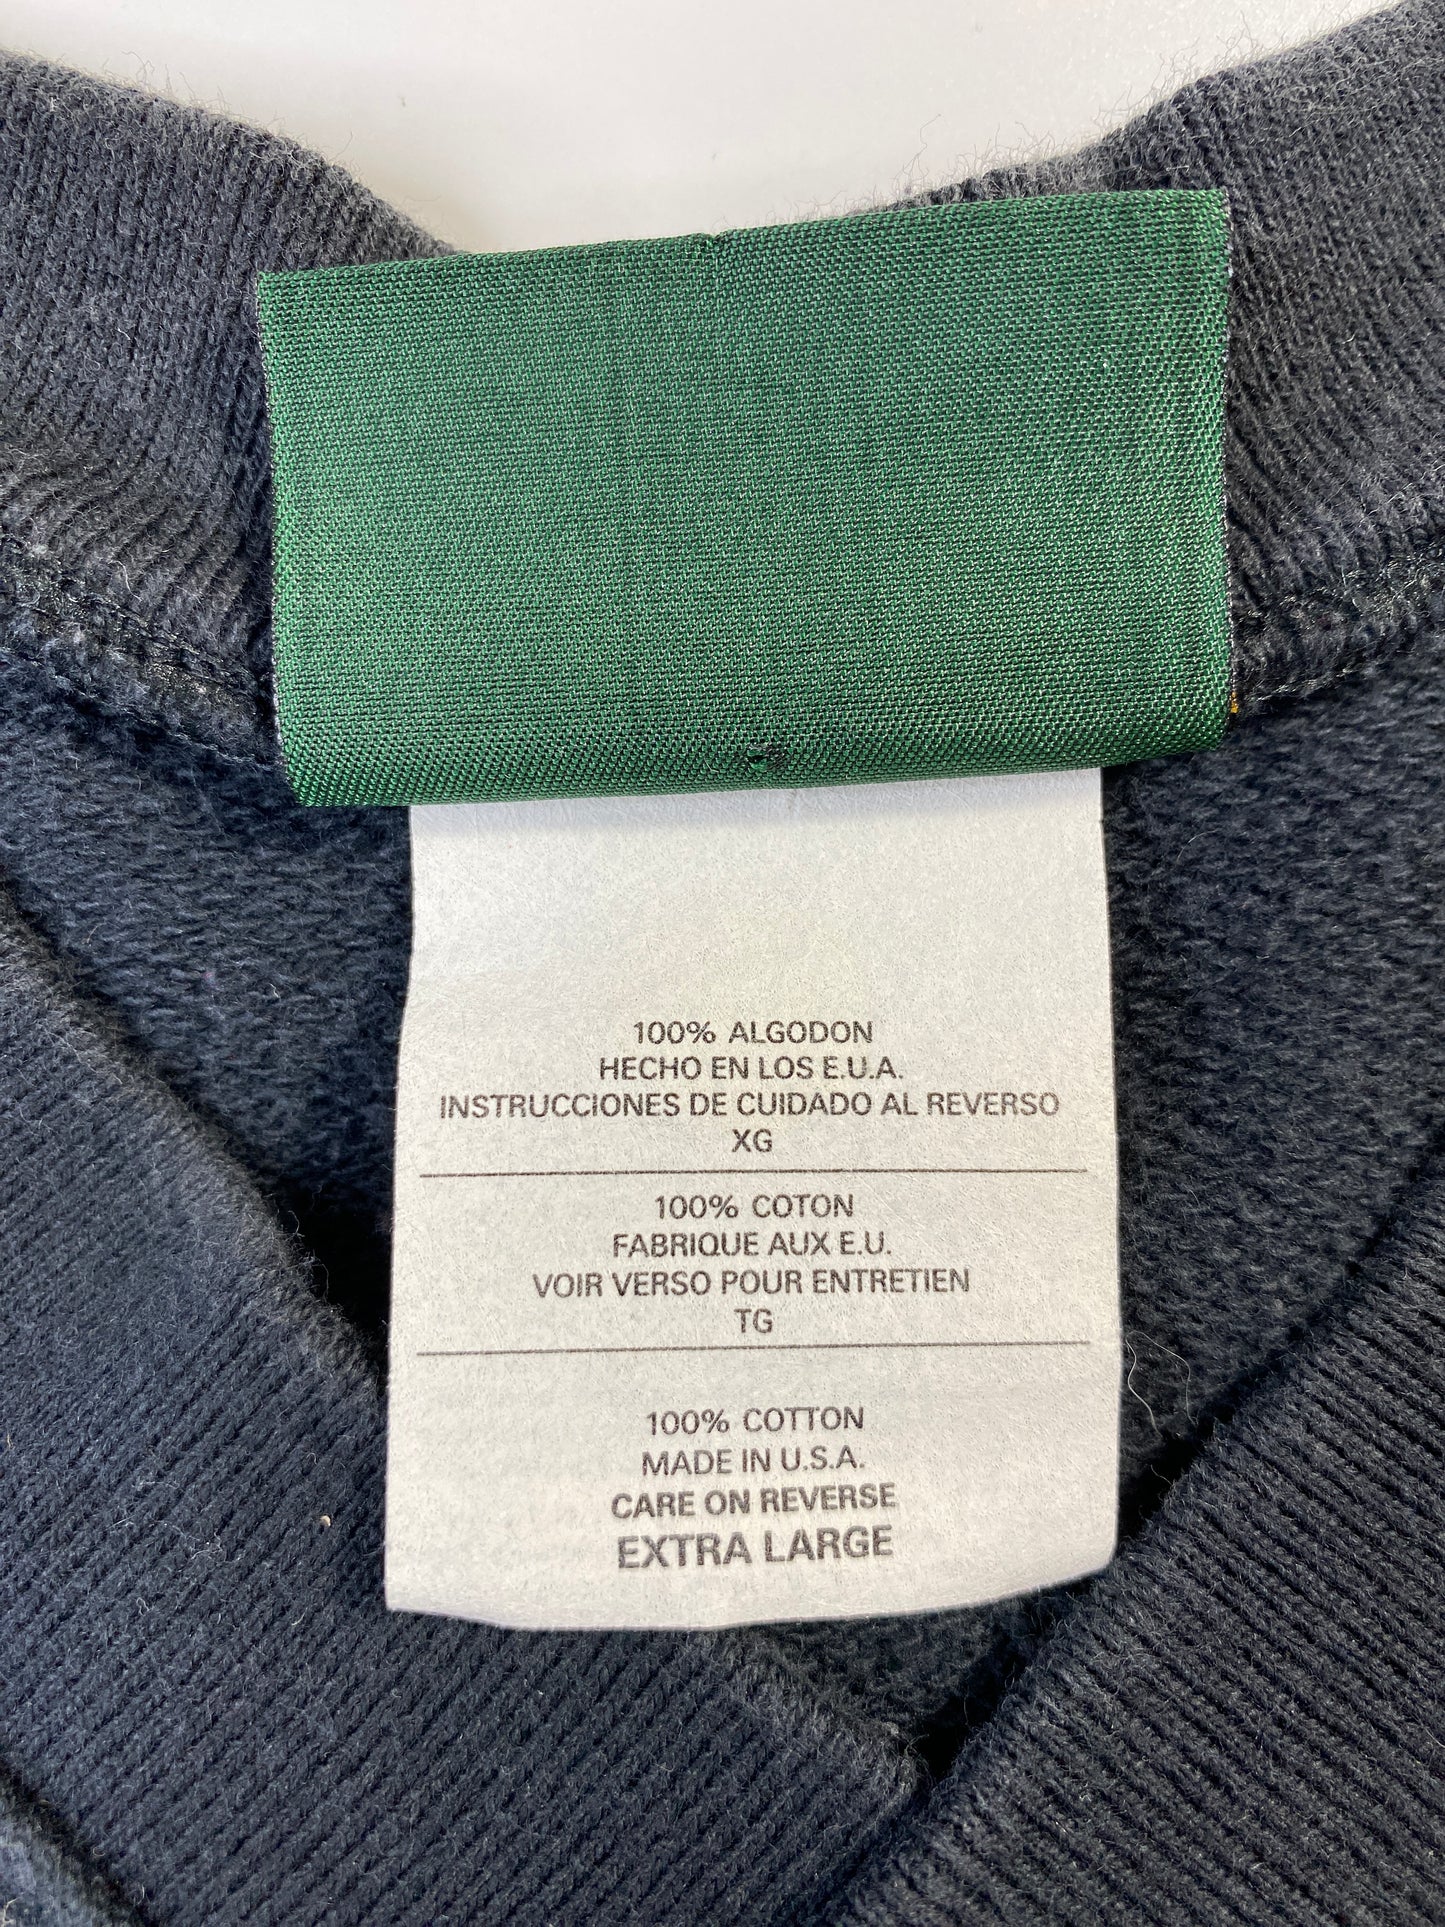 100% ALGODON
HECHO EN LOS E.U.A.
INSTRUCCIONES DE CUIDADO AL REVERSO
XG
100% COTON
FABRIQUE AUX E.U.
VOIR VERSO POUR ENTRETIEN
TG
100% COTTON
MADE IN U.S.A.
CARE ON REVERSE
EXTRA LARGE